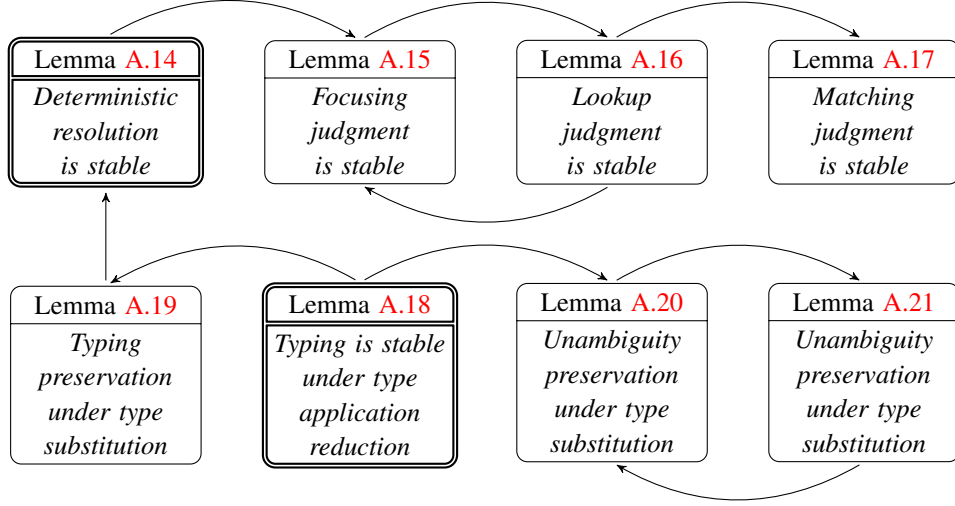 Lemma A.14
Deterministic
resolution
is stable
Lemma A.15
Focusing
judgment
is stable
Lemma A.16
Lookup
judgment
is stable
Lemma A.17
Matching
judgment
is stable
Lemma A.19
Typing
preservation
under type
substitution
Lemma A.18
Typing is stable
under type
application
reduction
Lemma A.20
Unambiguity
preservation
under type
substitution
Lemma A.21
Unambiguity
preservation
under type
substitution